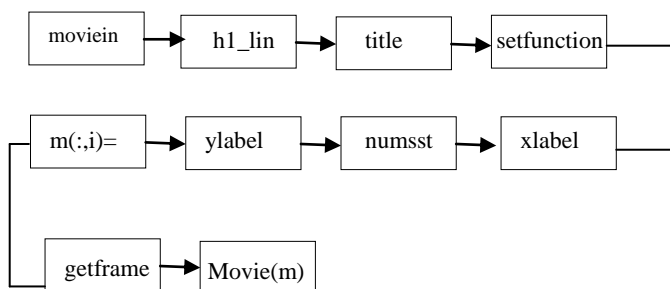 moviein h1_lin title setfunction
m(:,i)= ylabel numsst xlabel
getframe Movie(m)